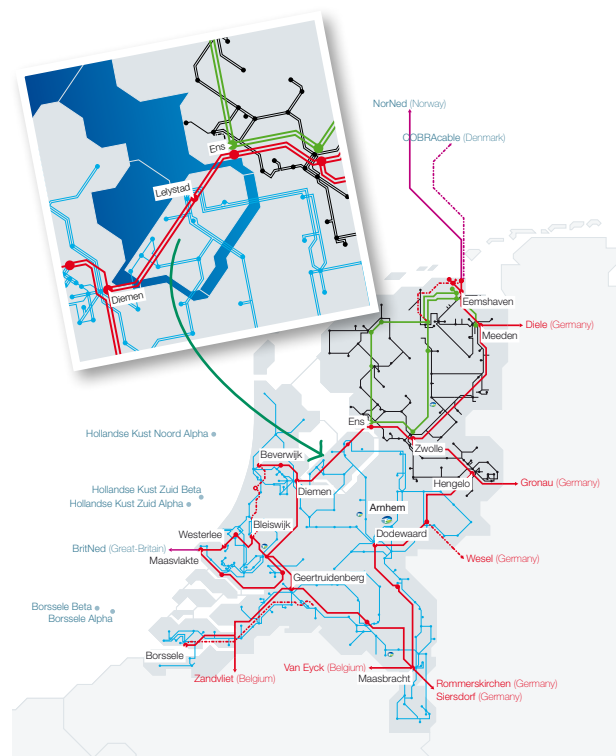 Ens
Lelystad
Diemen
NorNed (Norway)
COBRAcable (Denmark)
Eemshaven
Diele (Germany)
Meeden
Ens
Hollandse Kust Noord Alpha
Zwolle
Beverwijk
Hengelo
Gronau (Germany)
Diemen
Hollandse Kust Zuid Beta
Hollandse Kust Zuid Alpha
Arnhem
Bleiswijk
Westerlee
Dodewaard
BritNed (Great-Britain)
Maasvlakte
Wesel (Germany)
Geertruidenberg
Borssele Beta
Borssele Alpha
Borssele
Van Eyck (Belgium)
Zandvliet (Belgium)
Maasbracht
Rommerskirchen (Germany)
Siersdorf (Germany)